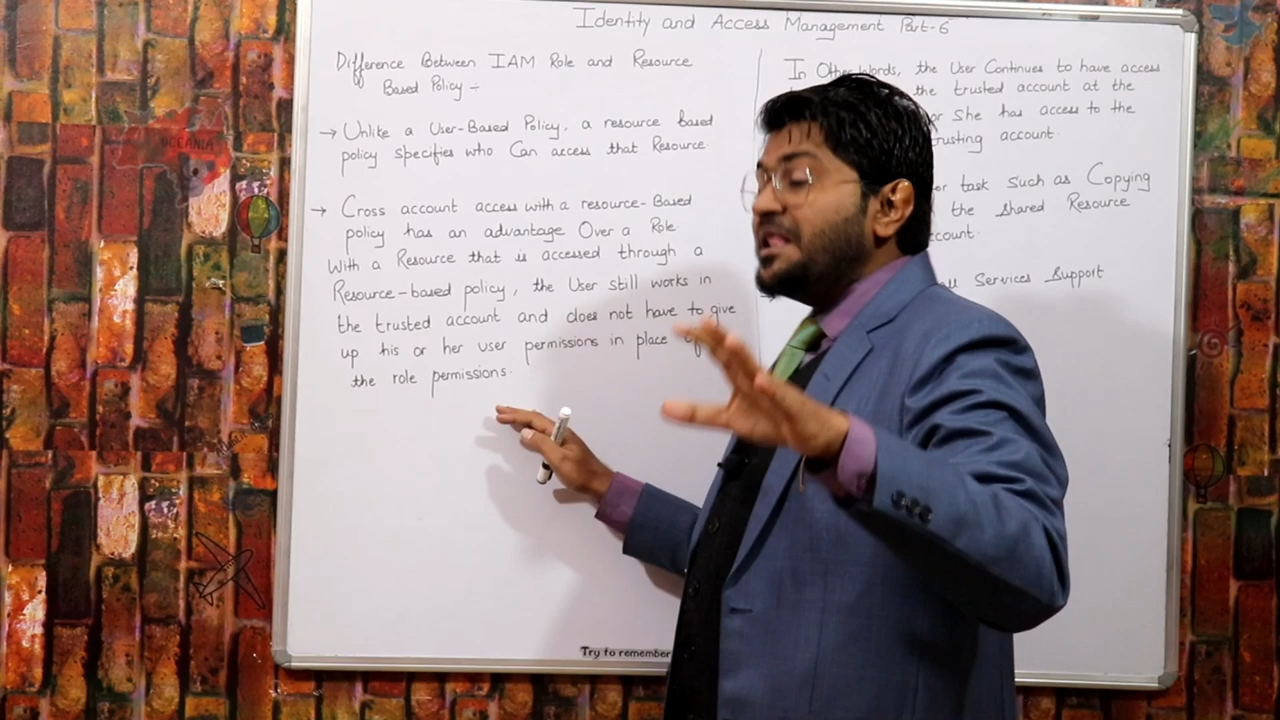 Identity and Access Management Part-6
Difference Between IAM Role and Resource
Based Policy :-
→ Unlike a User-Based Policy, a resource based
policy specifies who Can access that Resource.
→ Cross account access with a resource-Based
policy has an advantage Over a Role.
With a Resource that is accessed through a
Resource-based policy, the User still works in
the trusted account and does not have to give
up his or her user permissions in place of
the role permissions.
In Other Words, the User Continues to have access
the trusted account at the
or She has access to the
trusting account.
or task such as Copying
the shared Resource
Services Support
Try to remember
OCEANIA